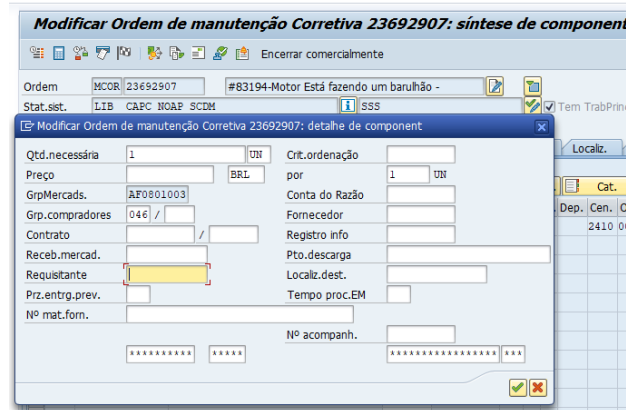 Modificar Ordem de manutenção Corretiva 23692907: síntese de component
Encerrar comercialmente
Ordem MCOR 23692907 #83194-Motor Está fazendo um barulhão -
Stat.sist. LIB CAPC NOAP SCDM SSS Tem TrabPrin
Modificar Ordem de manutenção Corretiva 23692907: detalhe de component
Localiz.
Cat.
Dep. Cen.
2410
Qtd.necessária 1 UN Crit.ordenação
Preço BRL por 1 UN
GrpMercads. AF0801003 Conta do Razão
Grp.compradores 046 / Fornecedor
Contrato / Registro info
Receb.mercad. Pto.descarga
Requisitante Localiz.dest.
Prz.entrg.prev. Tempo proc.EM
Nº mat.forn.
Nº acompanh.
********** ***** ***************** ***